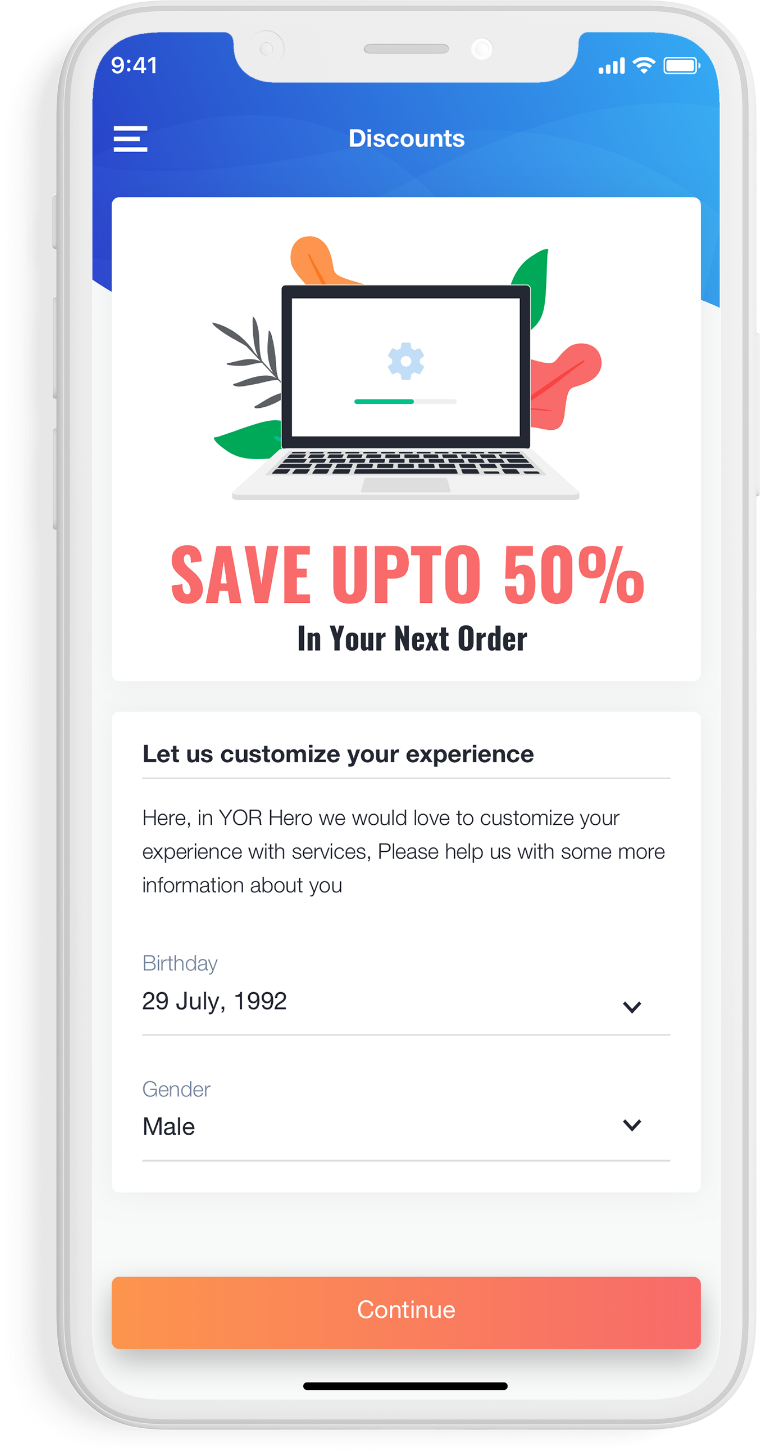 9:41
Discounts
SAVE UPTO 50%
In Your Next Order
Let us customize your experience
Here, in YOR Hero we would love to customize your
experience with services, Please help us with some more
information about you
Birthday
29 July, 1992
Gender
Male
Continue